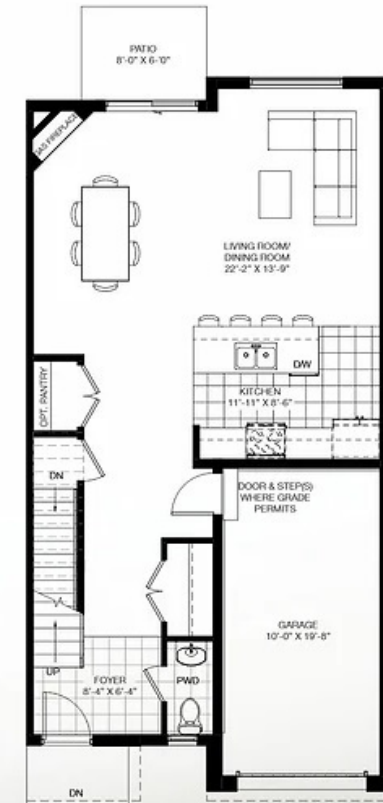 PATIO
8'-0" X 6'-0"
GAS FIREPLACE
LIVING ROOM/
DINING ROOM
22'-2" X 13'-9"
D/W
KITCHEN
11'-11" X 8'-6"
OPT. PANTRY
DN
DOOR & STEP(S)
WHERE GRADE
PERMITS
GARAGE
10'-0" X 19'-8"
UP
FOYER
8'-4" X 6'-4"
PWD
DN